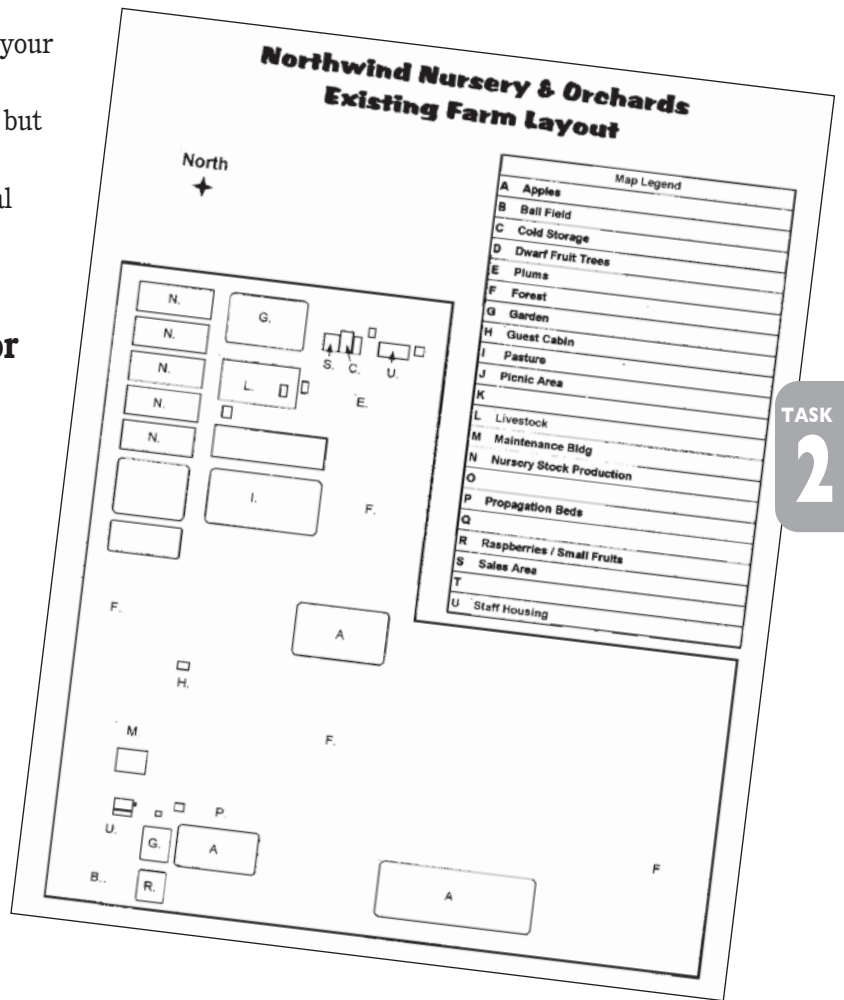 your
but
al
or
Northwind Nursery & Orchards
Existing Farm Layout
North
Map Legend
A Apples
B Ball Field
C Cold Storage
D Dwarf Fruit Trees
E Plums
F Forest
G Garden
H Guest Cabin
I Pasture
J Picnic Area
K
L Livestock
M Maintenance Bldg
N Nursery Stock Production
O
P Propagation Beds
Q
R Raspberries / Small Fruits
S Sales Area
T
U Staff Housing
TASK
2
N.
G.
N.
S. C. U.
N.
L.
E.
N.
N.
I.
F.
F.
A
H.
M.
F.
U.
P.
G.
A
F
B..
R.
A